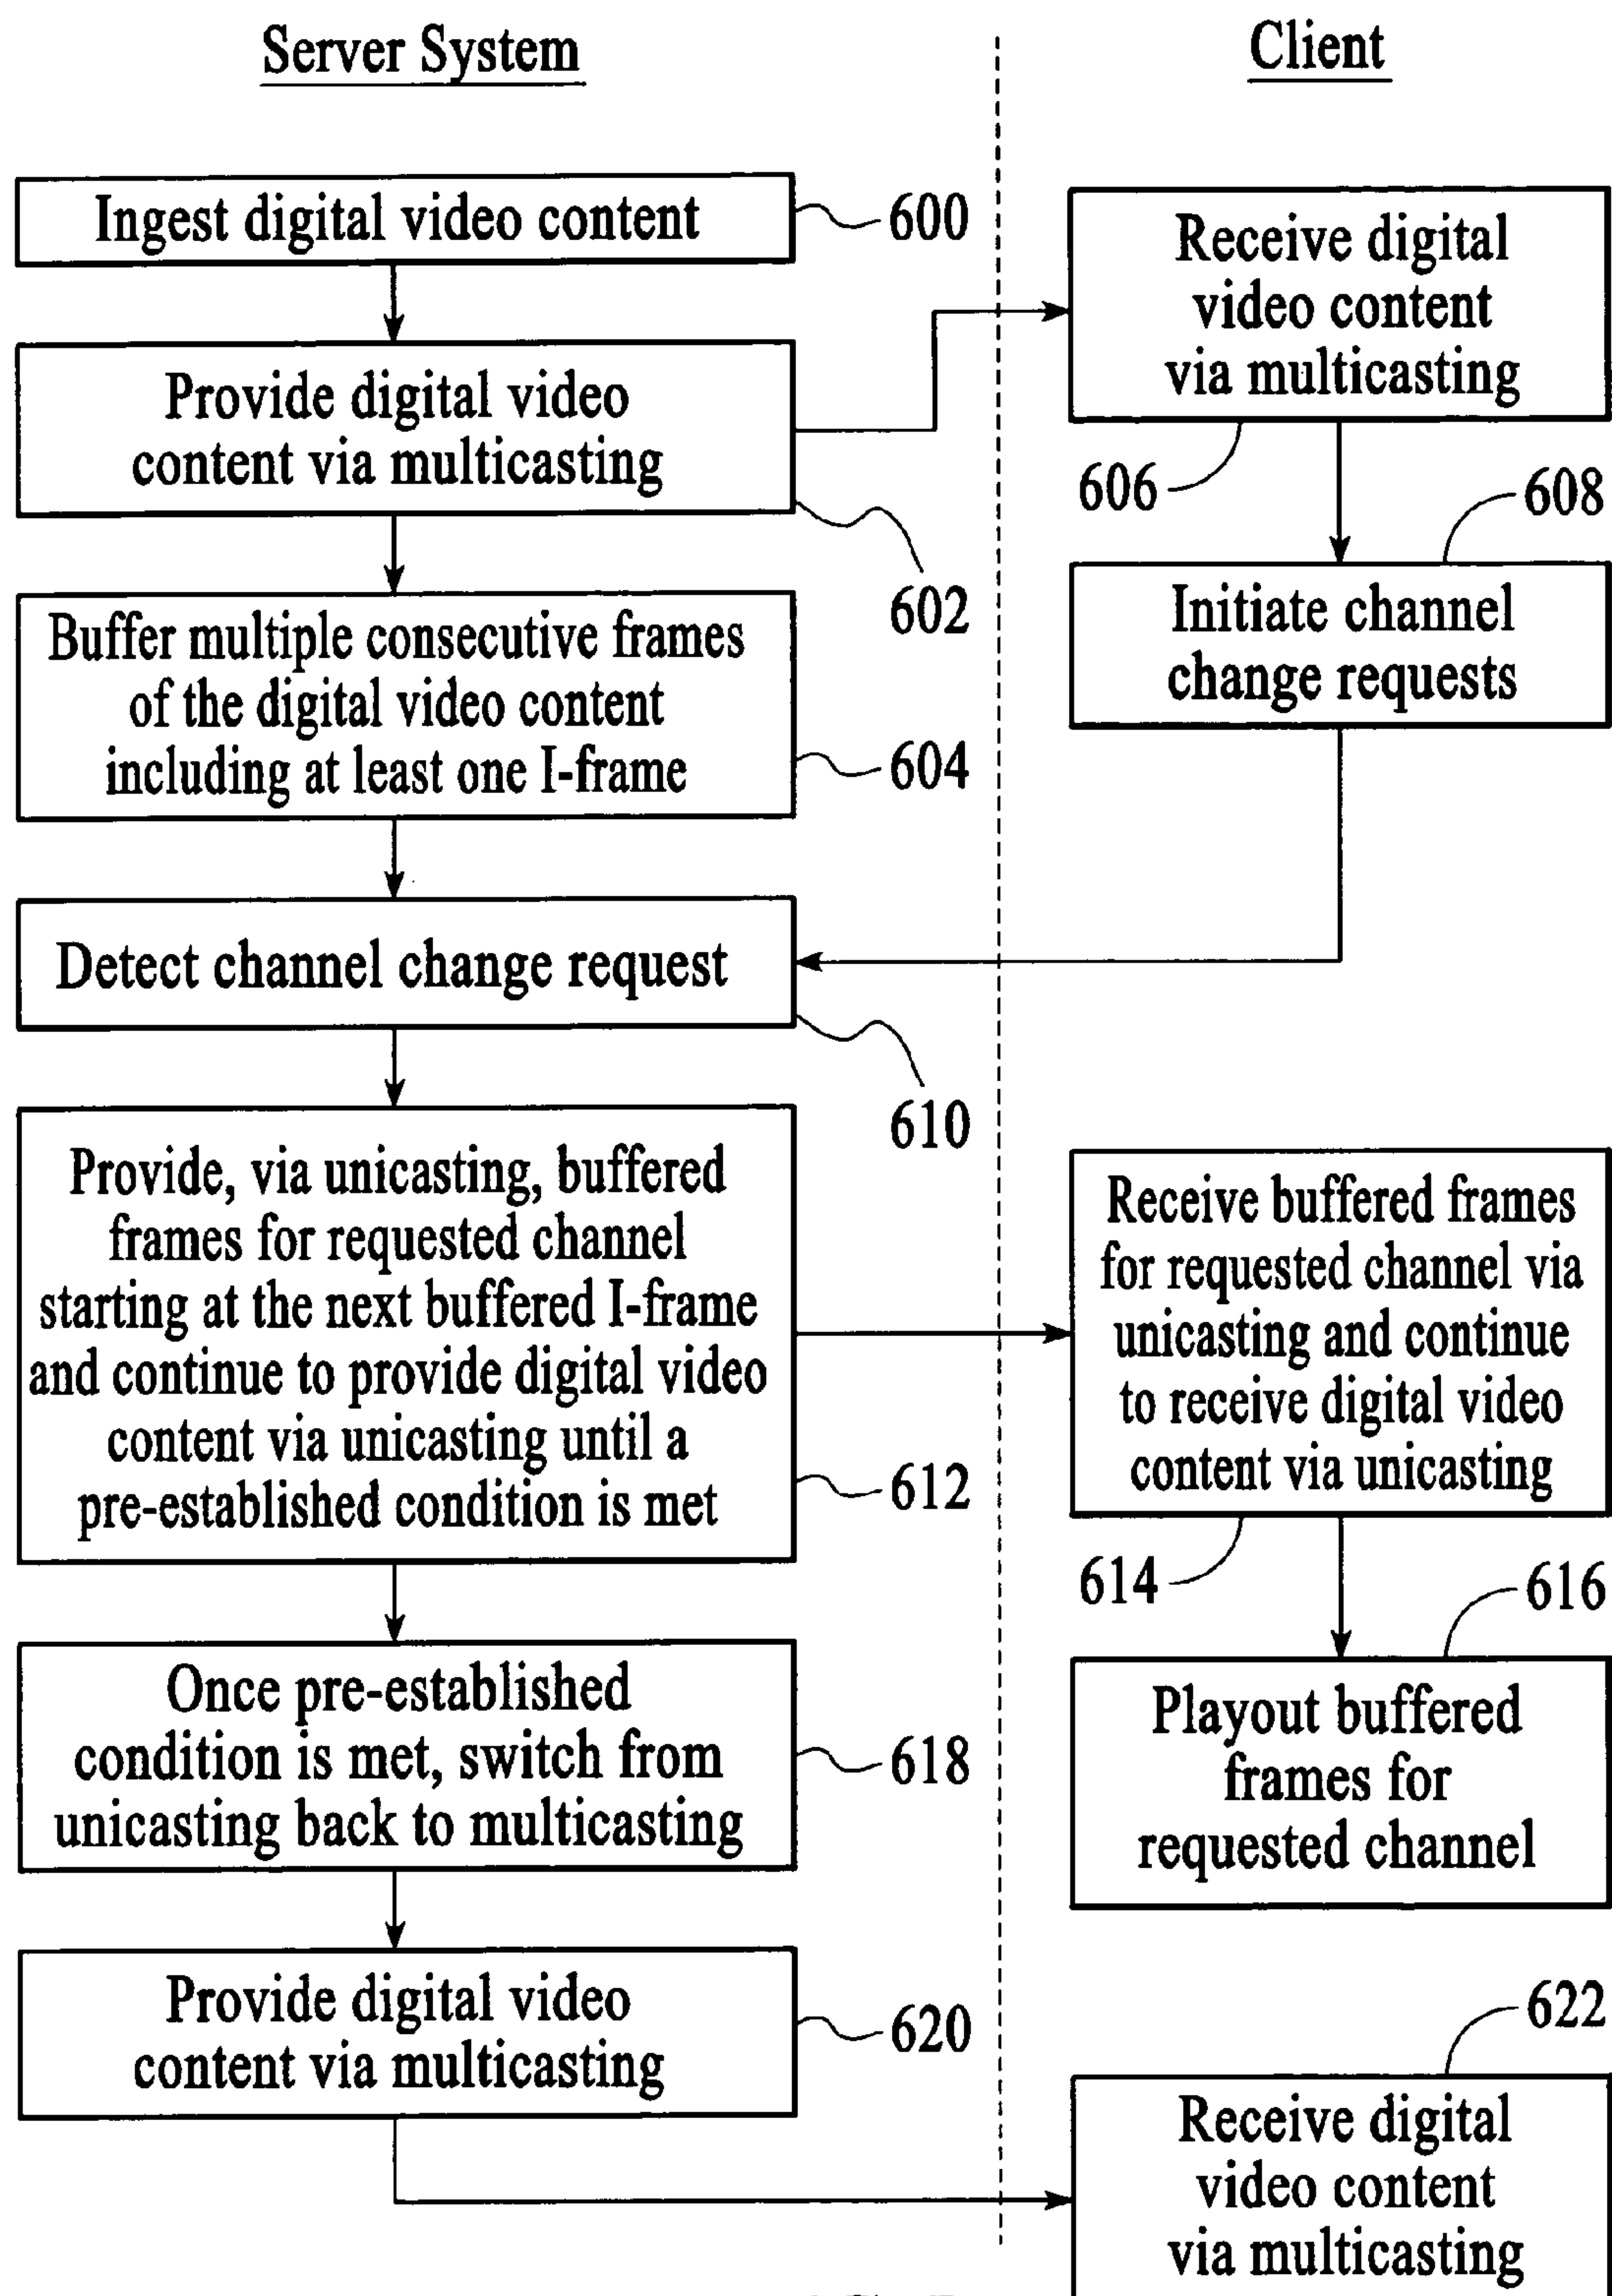 Server System
Client
Ingest digital video content
600
Provide digital video
content via multicasting
602
Receive digital
video content
via multicasting
606
608
Initiate channel
change requests
Buffer multiple consecutive frames
of the digital video content
including at least one I-frame
604
Detect channel change request
610
Provide, via unicasting, buffered
frames for requested channel
starting at the next buffered I-frame
and continue to provide digital video
content via unicasting until a
pre-established condition is met
612
Receive buffered frames
for requested channel via
unicasting and continue
to receive digital video
content via unicasting
614
616
Playout buffered
frames for
requested channel
Once pre-established
condition is met, switch from
unicasting back to multicasting
618
Provide digital video
content via multicasting
620
622
Receive digital
video content
via multicasting